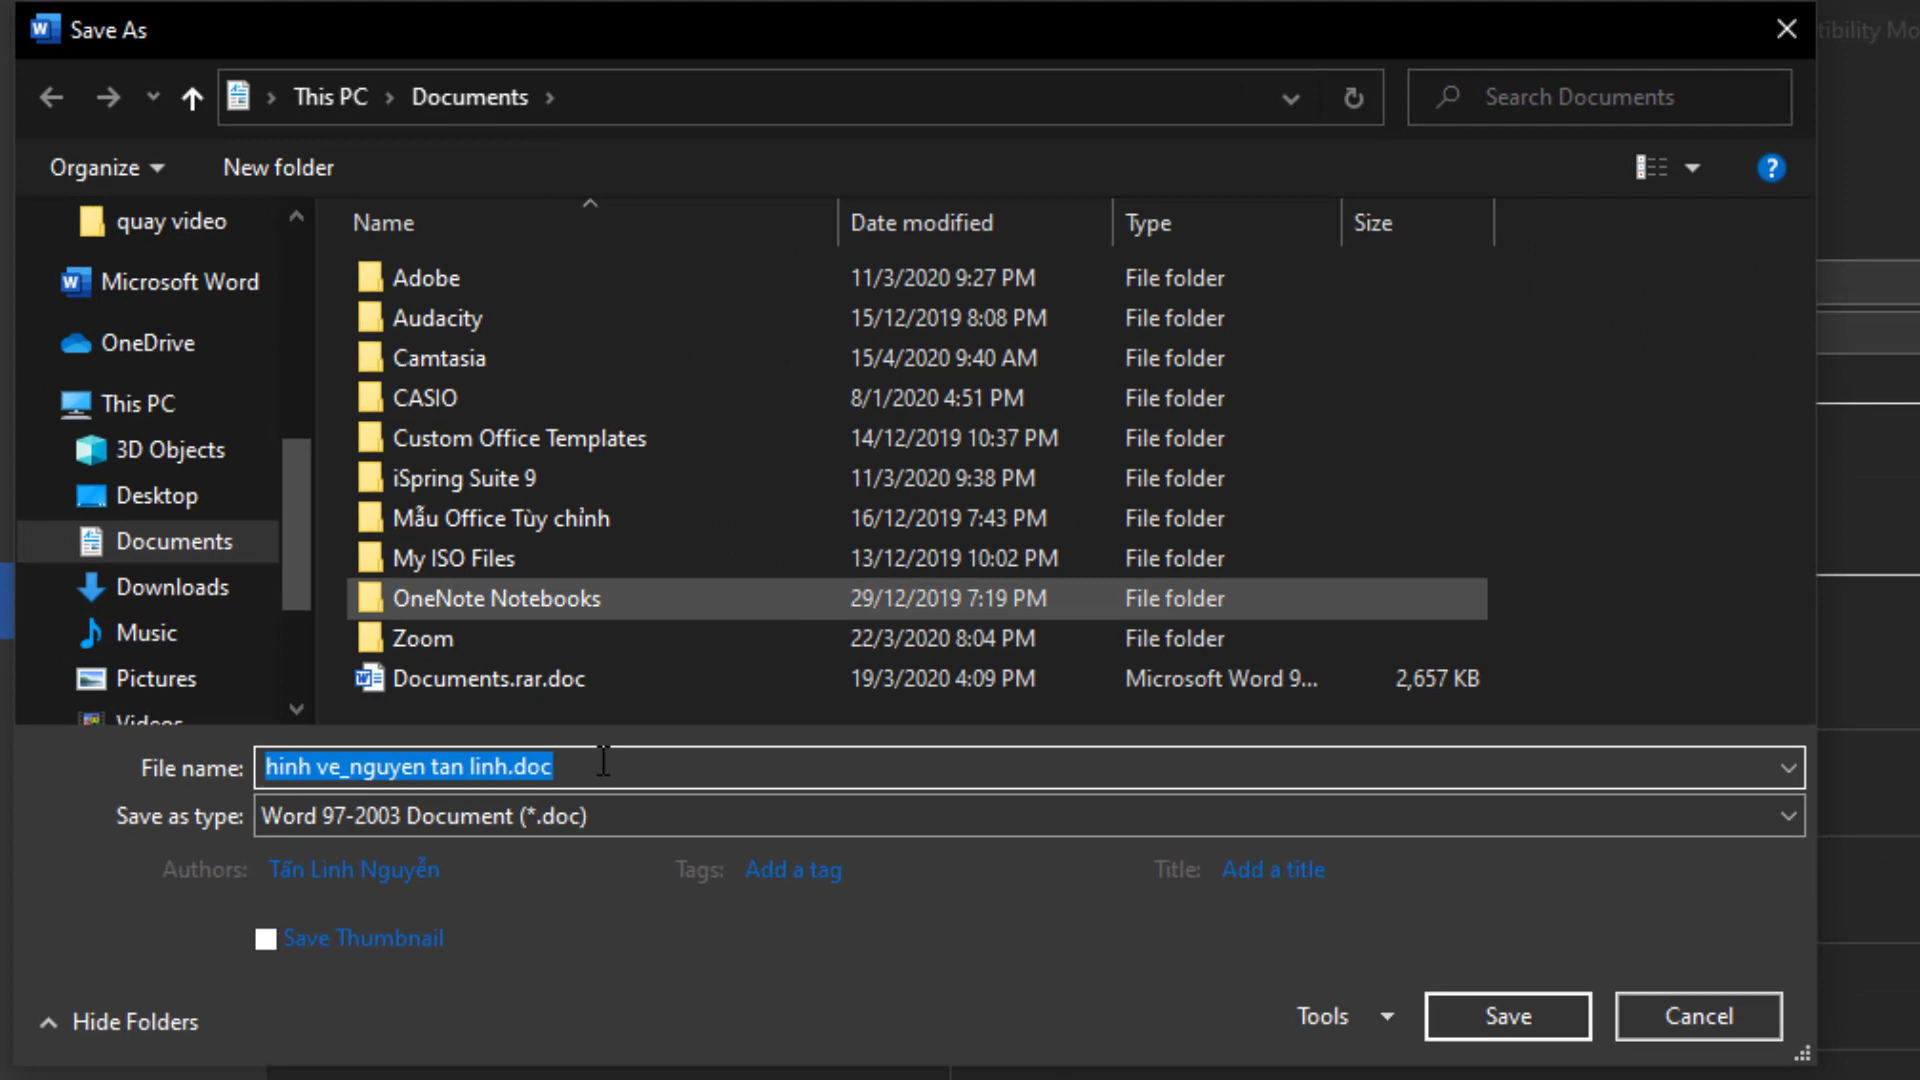 Save As
tibility Mo
This PC
Documents
Search Documents
Organize
New folder
?
quay video
Microsoft Word
OneDrive
This PC
3D Objects
Desktop
Documents
Downloads
Music
Pictures
Videos
Name Date modified Type Size
Adobe 11/3/2020 9:27 PM File folder
Audacity 15/12/2019 8:08 PM File folder
Camtasia 15/4/2020 9:40 AM File folder
CASIO 8/1/2020 4:51 PM File folder
Custom Office Templates 14/12/2019 10:37 PM File folder
iSpring Suite 9 11/3/2020 9:38 PM File folder
Mẫu Office Tùy chỉnh 16/12/2019 7:43 PM File folder
My ISO Files 13/12/2019 10:02 PM File folder
OneNote Notebooks 29/12/2019 7:19 PM File folder
Zoom 22/3/2020 8:04 PM File folder
Documents.rar.doc 19/3/2020 4:09 PM Microsoft Word 9... 2,657 KB
File name: hinh ve_nguyen tan linh.doc
Save as type: Word 97-2003 Document (*.doc)
Authors: Tấn Linh Nguyễn Tags: Add a tag Title: Add a title
Save Thumbnail
Hide Folders
Tools
Save
Cancel